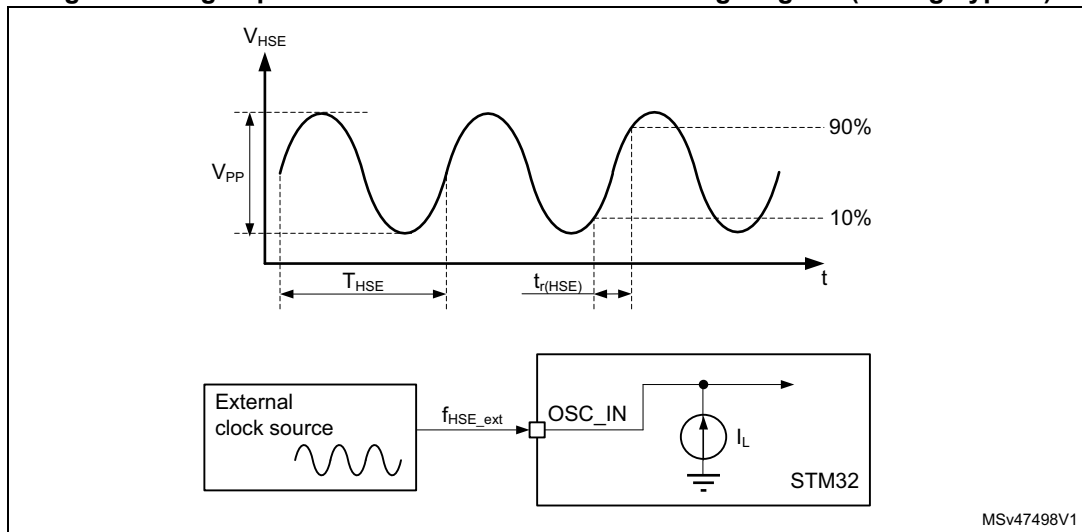 V_HSE
90%
V_PP
10%
t
T_HSE
t_r(HSE)
External
clock source
f_HSE_ext
OSC_IN
I_L
STM32
MSv47498V1